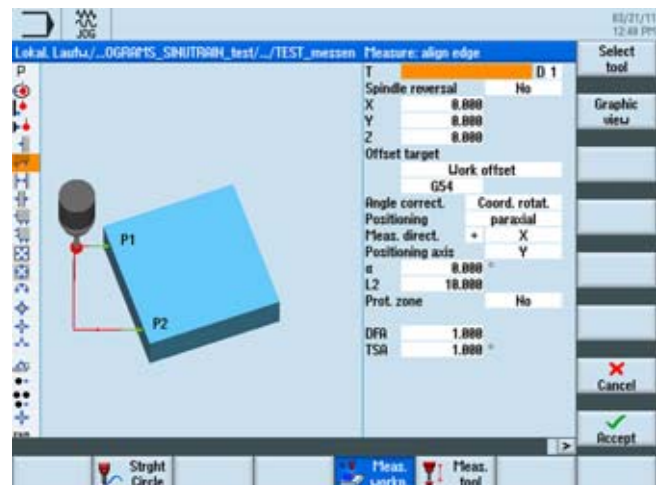 JOG
03/21/11
12:48 PM
Lokal. Laufw/../OGRAMS_SINUTRAIN_test/../TEST_messen
Measure: align edge
Select tool
P
T D 1
Spindle reversal No
X 0.000
Y 0.000
Z 0.000
Graphic view
Offset target
Work offset
G54
Angle correct. Coord. rotat.
Positioning paraxial
Meas. direct. + X
Positioning axis Y
α 0.000 °
L2 10.000
Prot. zone No
DFA 1.000
TSA 1.000 °
P1
P2
Cancel
Accept
>
Strght Circle
Meas. workp.
Meas. tool